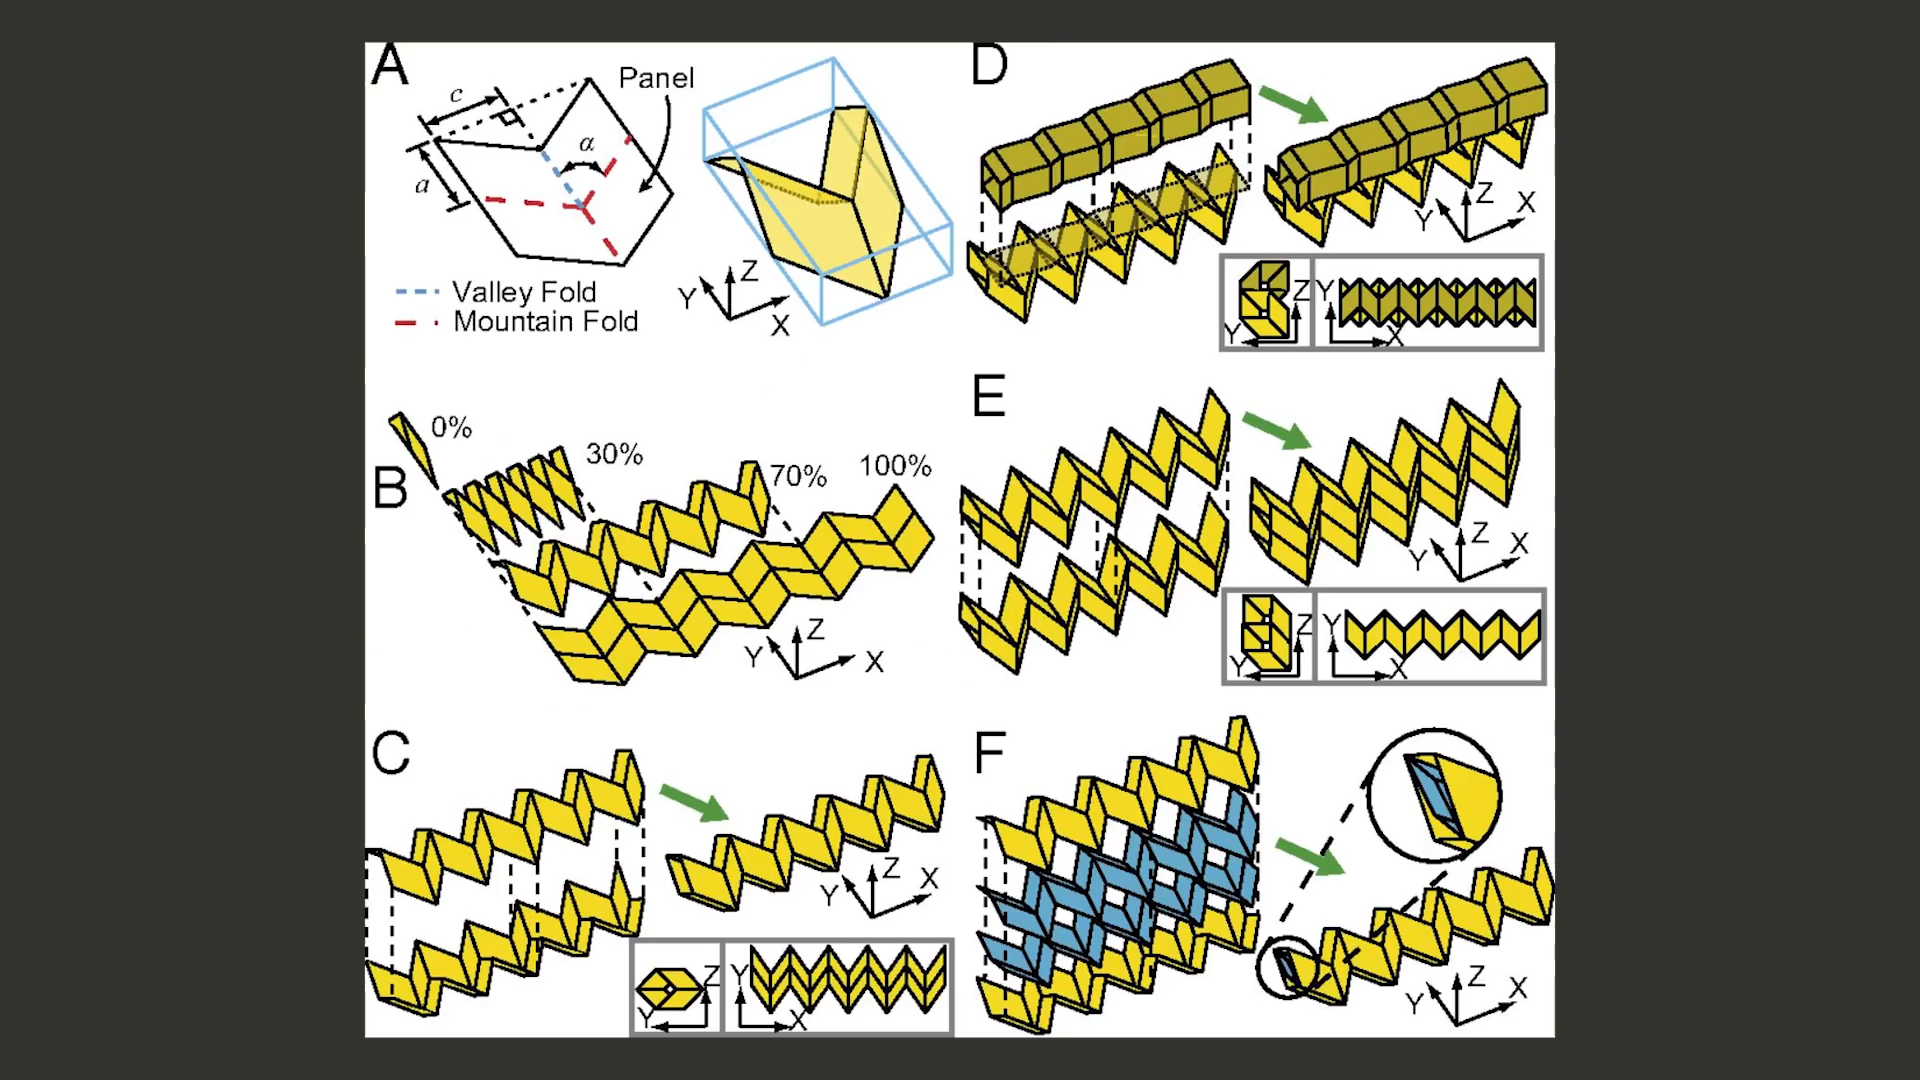 A
c
Panel
α
a
Valley Fold
Mountain Fold
Z
Y
X
B
0%
30%
70%
100%
Z
Y
X
C
Z
Y
X
Z
Y
Y
X
D
Z
Y
X
Z
Y
Y
X
E
Z
Y
X
Z
Y
Y
X
F
Z
Y
X